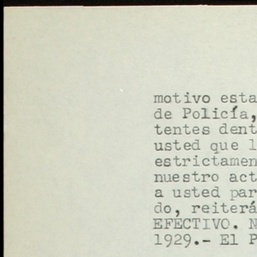 motivo esta
de Policía,
tentes dent
usted que l
estrictamen
nuestro act
a usted par
do, reiterá
EFECTIVO. N
1929.- El P